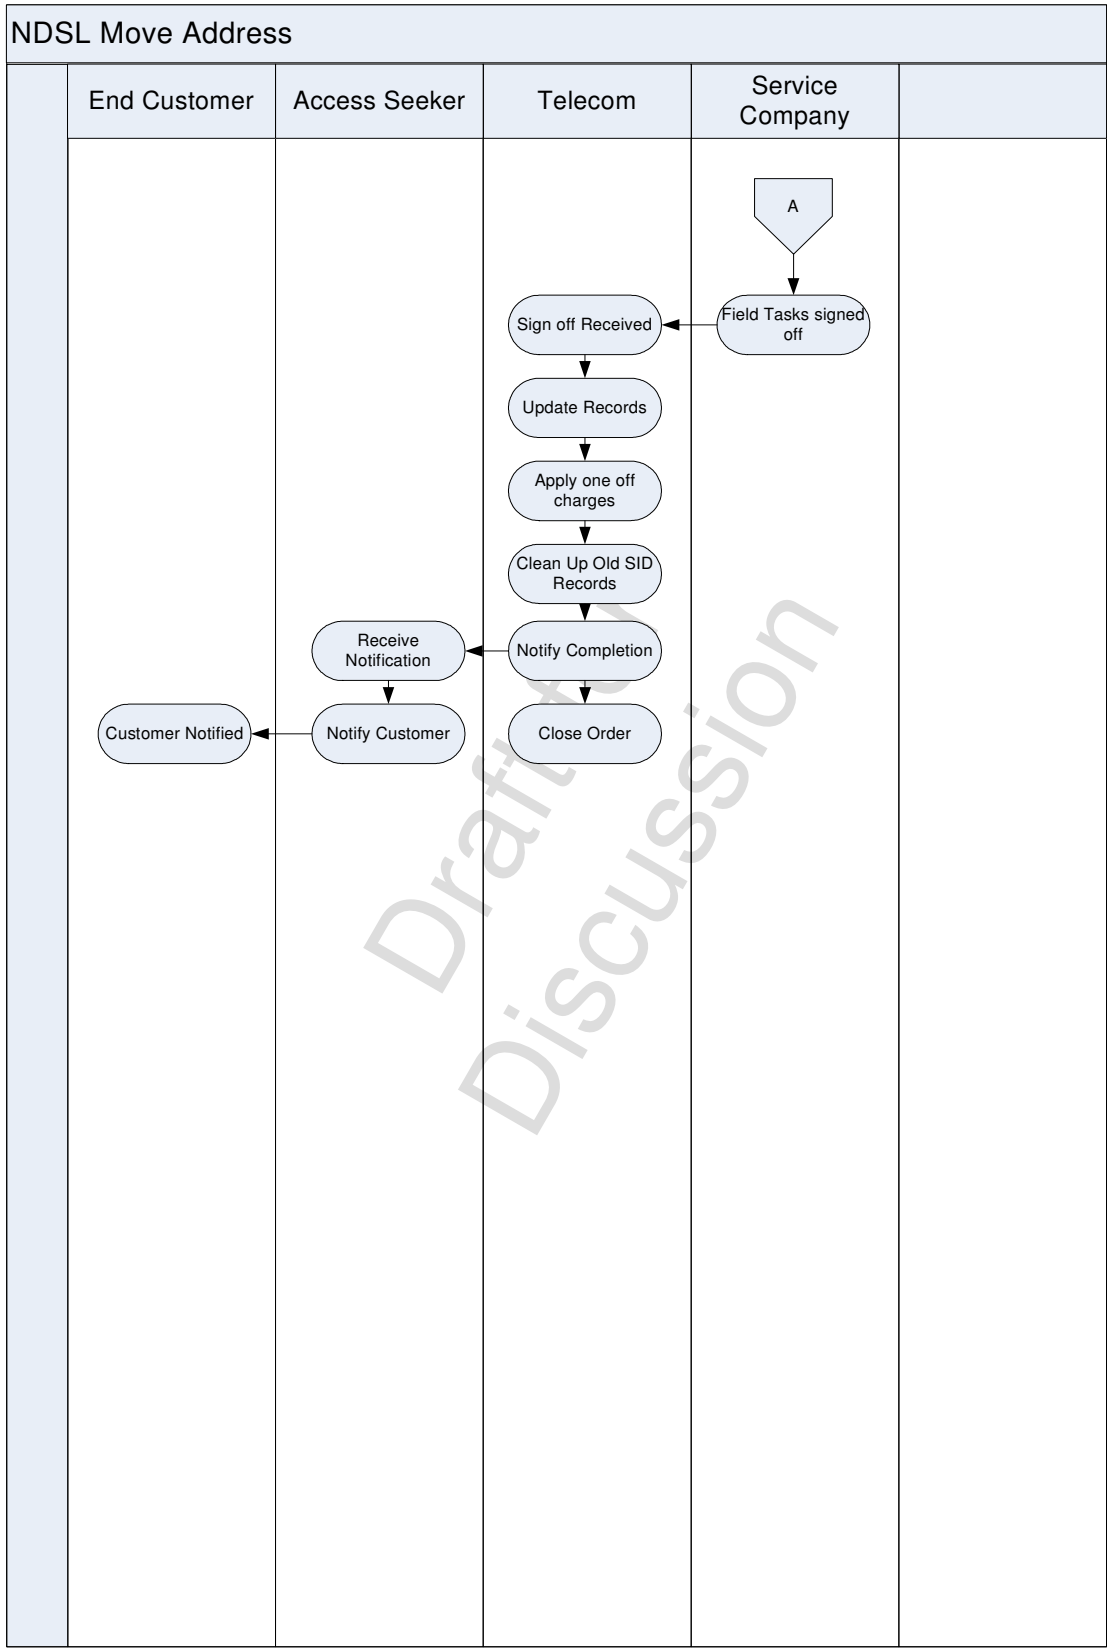 NDSL Move Address
End Customer
Access Seeker
Telecom
Service
Company
A
Field Tasks signed
off
Sign off Received
Update Records
Apply one off
charges
Clean Up Old SID
Records
Notify Completion
Receive
Notification
Notify Customer
Customer Notified
Close Order
Draft for
Discussion